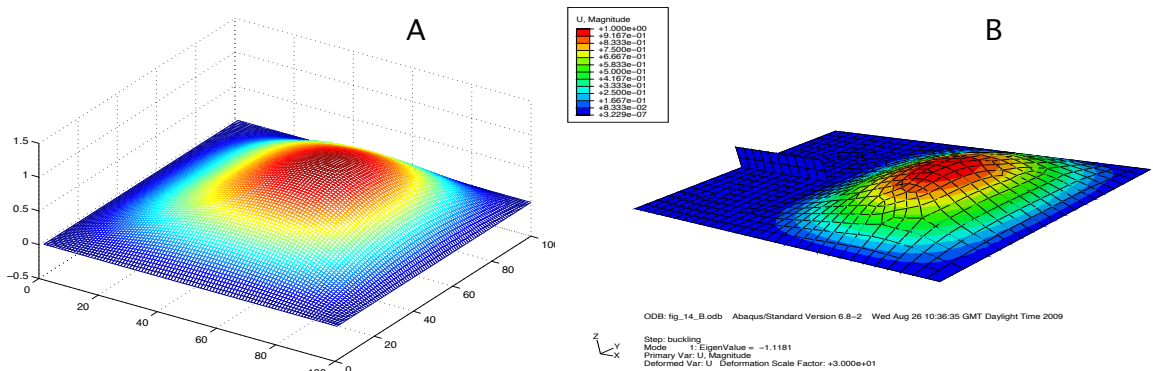 A
1.5
1
0.5
0
−0.5
0
20
40
60
80
0
20
40
60
80
U, Magnitude
+1.000e+00
+9.167e−01
+8.333e−01
+7.500e−01
+6.667e−01
+5.833e−01
+5.000e−01
+4.167e−01
+3.333e−01
+2.500e−01
+1.667e−01
+8.333e−02
+3.229e−07
B
ODB: fig_14_B.odb Abaqus/Standard Version 6.8−2 Wed Aug 26 10:36:35 GMT Daylight Time 2009
Z
Y
X
Step: buckling
Mode 1: EigenValue = −1.1181
Primary Var: U, Magnitude
Deformed Var: U Deformation Scale Factor: +3.000e+01